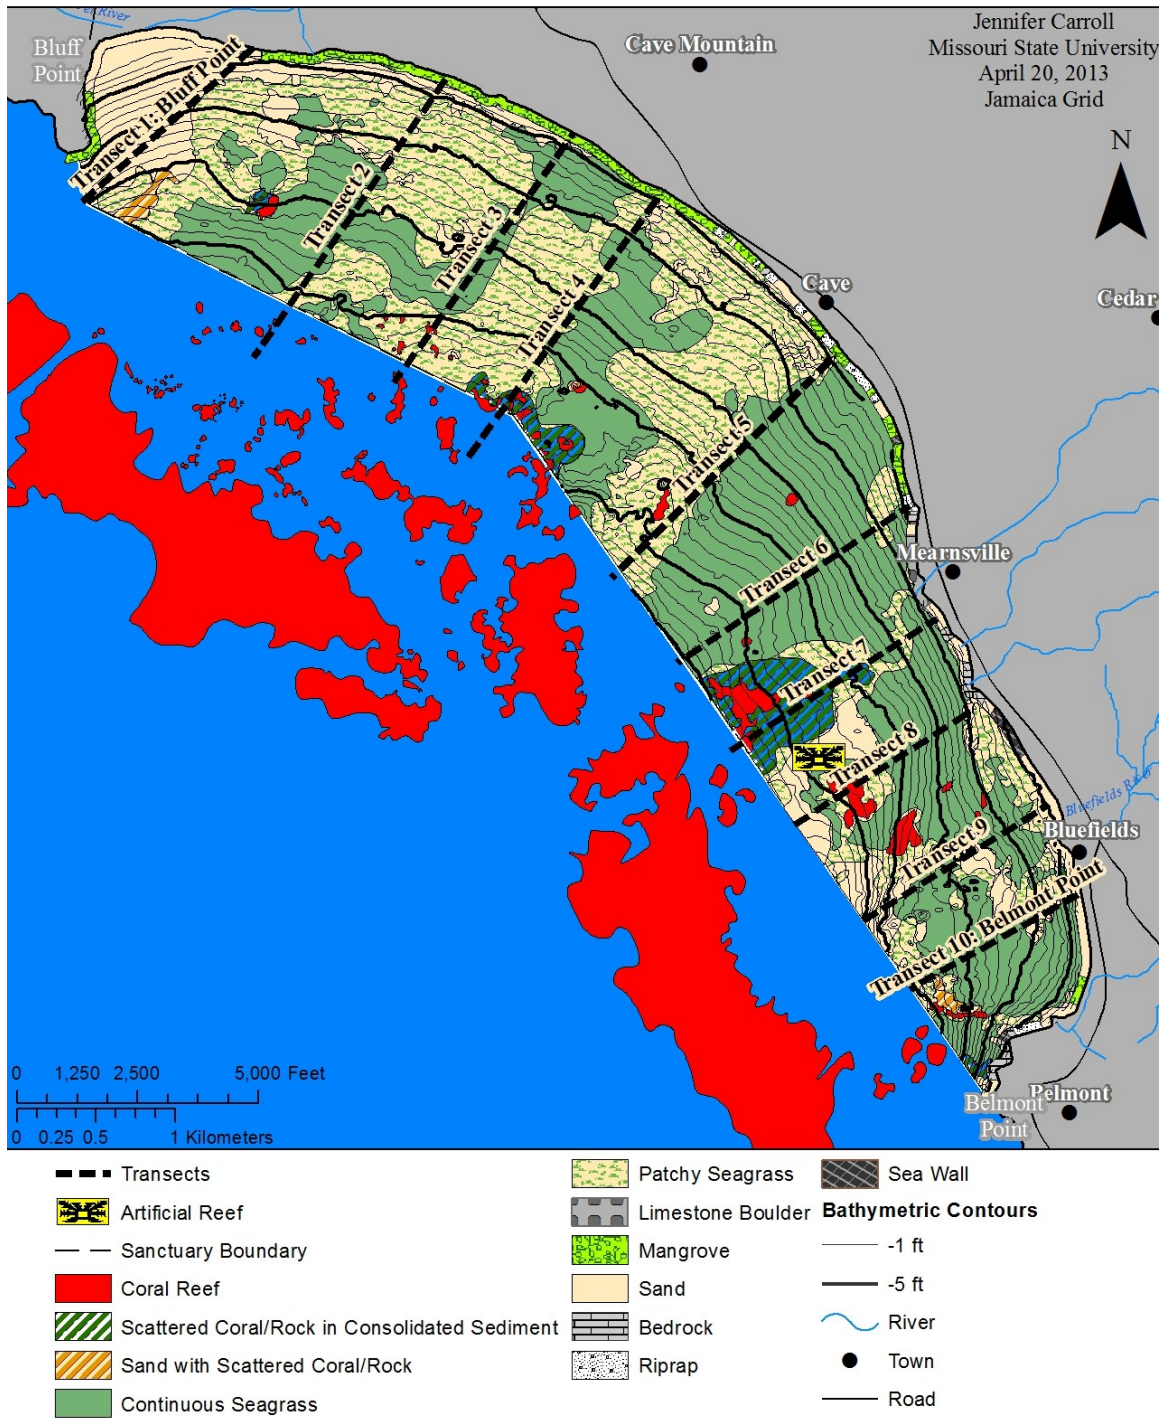 Jennifer Carroll
Missouri State University
April 20, 2013
Jamaica Grid
N
River
Bluff
Point
Cave Mountain
Cave
Cedar
Mearnsville
Bluefields River
Bluefields
Belmont
Belmont
Point
Transect 1: Bluff Point
Transect 2
Transect 3
Transect 4
Transect 5
Transect 6
Transect 7
Transect 8
Transect 9
Transect 10: Belmont Point
0 1,250 2,500 5,000 Feet
0 0.25 0.5 1 Kilometers
Transects
Artificial Reef
Sanctuary Boundary
Coral Reef
Scattered Coral/Rock in Consolidated Sediment
Sand with Scattered Coral/Rock
Continuous Seagrass
Patchy Seagrass
Limestone Boulder
Mangrove
Sand
Bedrock
Riprap
Sea Wall
Bathymetric Contours
-1 ft
-5 ft
River
Town
Road